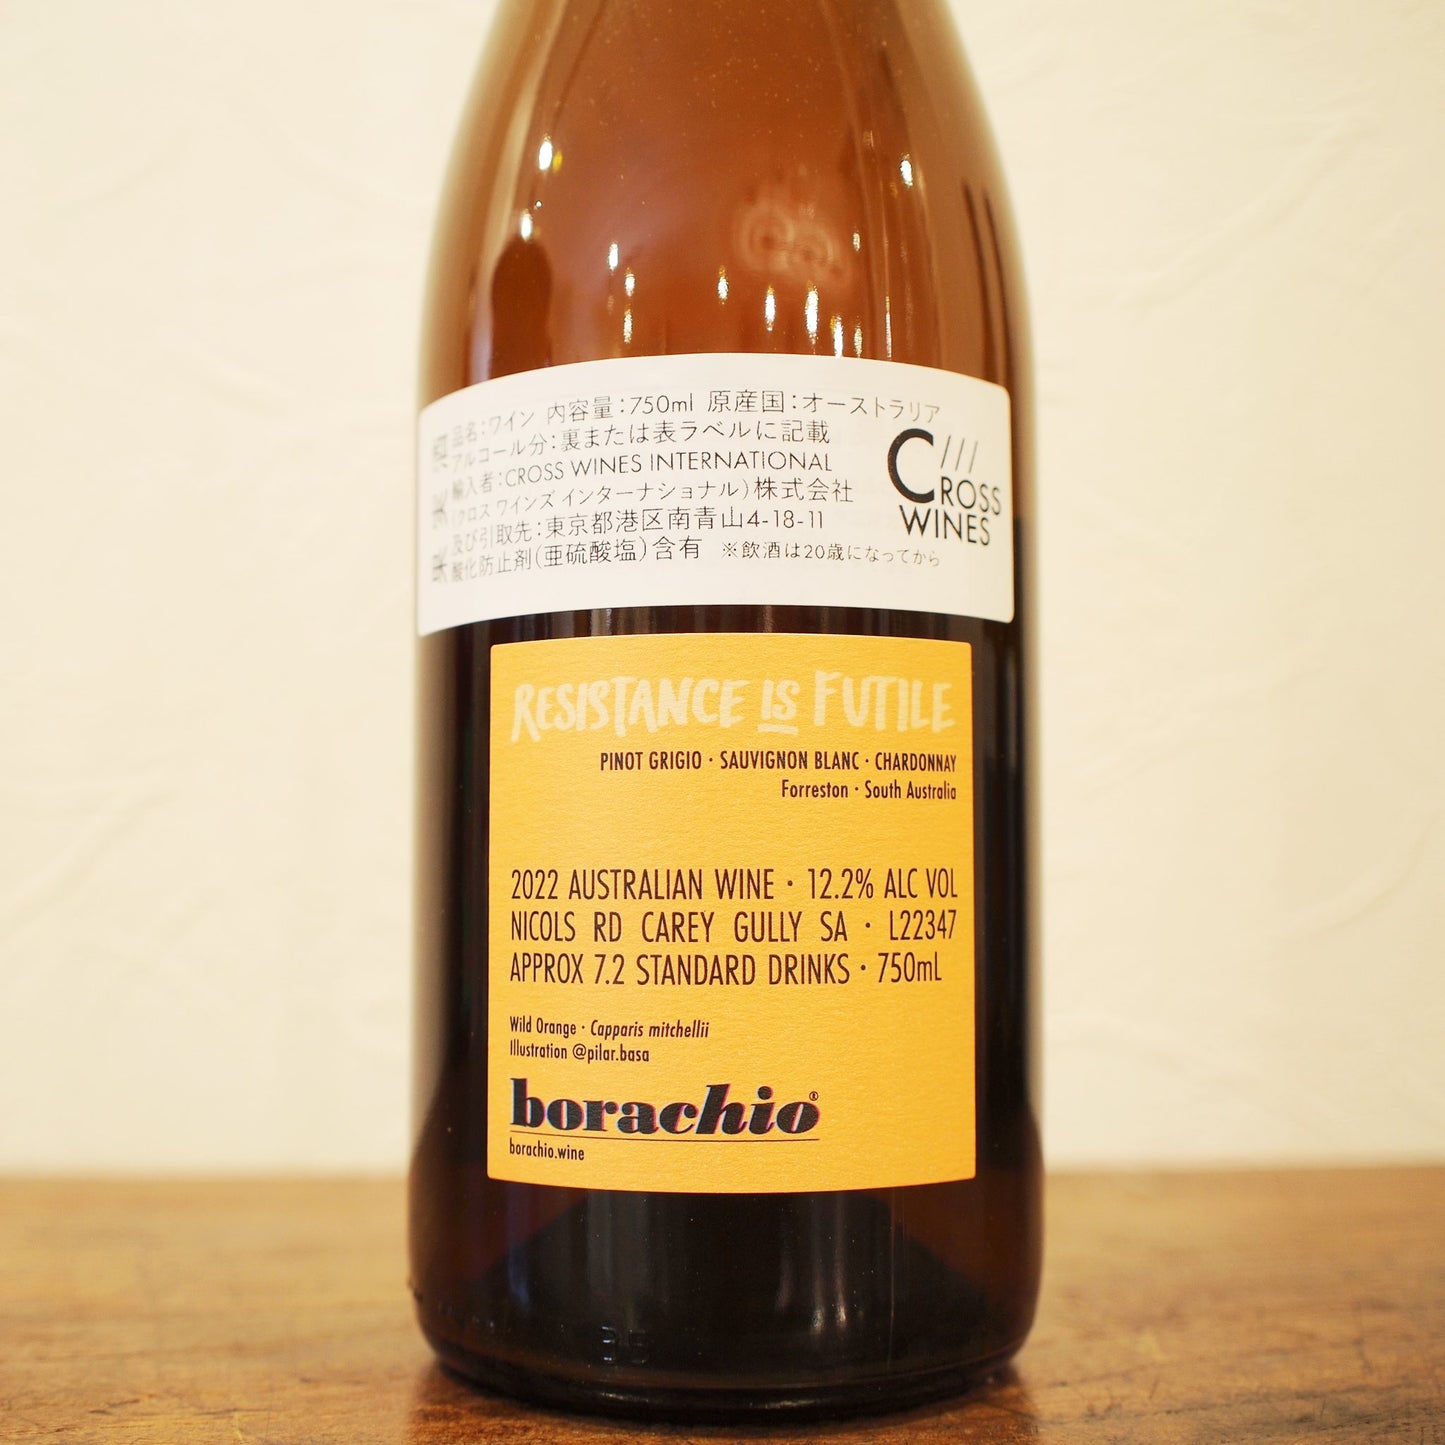 品名：ワイン 内容量：750ml 原産国：オーストラリア
アルコール分：裏または表ラベルに記載
輸入者：CROSS WINES INTERNATIONAL
（クロス ワインズ インターナショナル）株式会社
及び引取先：東京都港区南青山4-18-11
酸化防止剤（亜硫酸塩）含有 ※飲酒は20歳になってから
CROSS
WINES
RESISTANCE IS FUTILE
PINOT GRIGIO · SAUVIGNON BLANC · CHARDONNAY
Forreston · South Australia
2022 AUSTRALIAN WINE · 12.2% ALC VOL
NICOLS RD CAREY GULLY SA · L22347
APPROX 7.2 STANDARD DRINKS · 750mL
Wild Orange · Capparis mitchellii
Illustration @pilar.basa
borachio®
borachio.wine